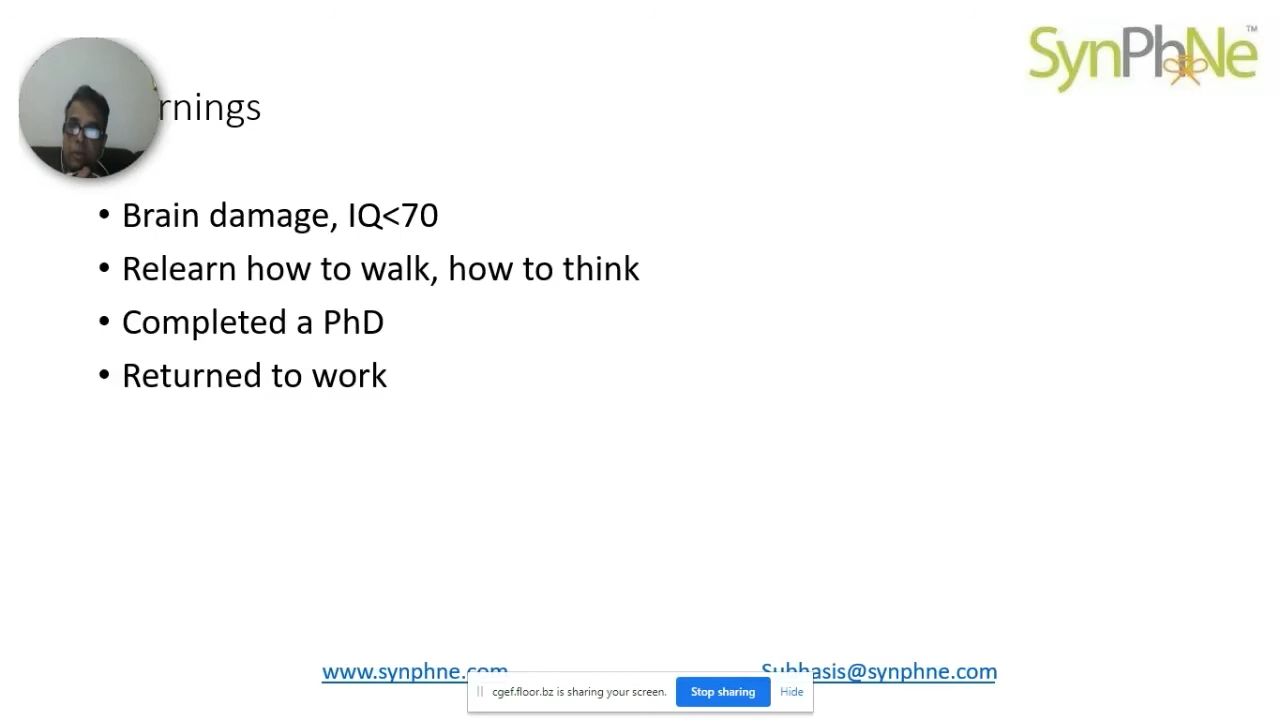 SynPhNe™
rnings
• Brain damage, IQ<70
• Relearn how to walk, how to think
• Completed a PhD
• Returned to work
www.synphne.com
Subhasis@synphne.com
cgef.floor.bz is sharing your screen.
Stop sharing
Hide